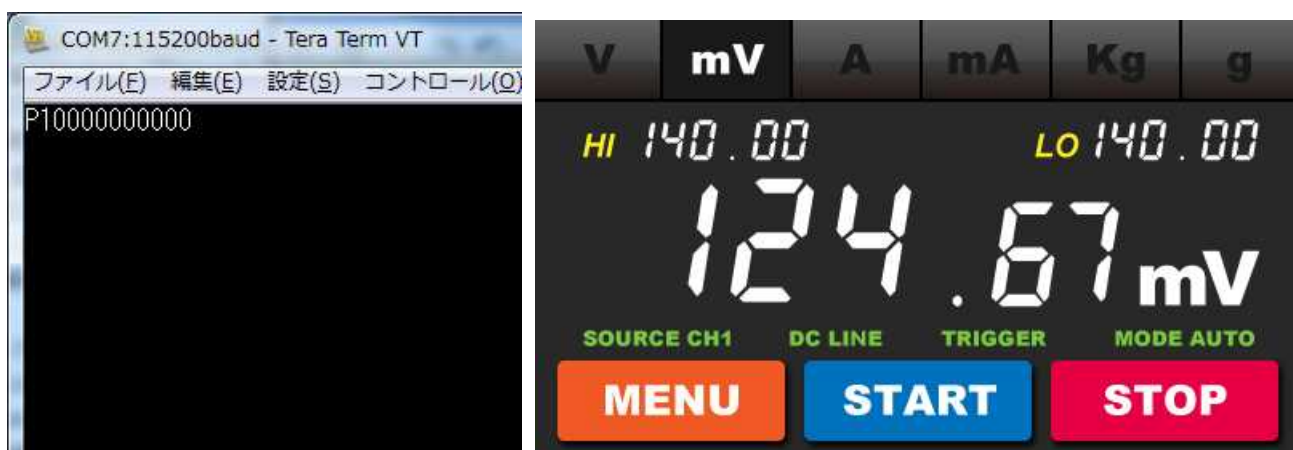 COM7:115200baud - Tera Term VT
ファイル(F) 編集(E) 設定(S) コントロール(O)
P10000000000
V mV A mA Kg g
HI 140.00 LO 140.00
124.67 mV
SOURCE CH1 DC LINE TRIGGER MODE AUTO
MENU START STOP